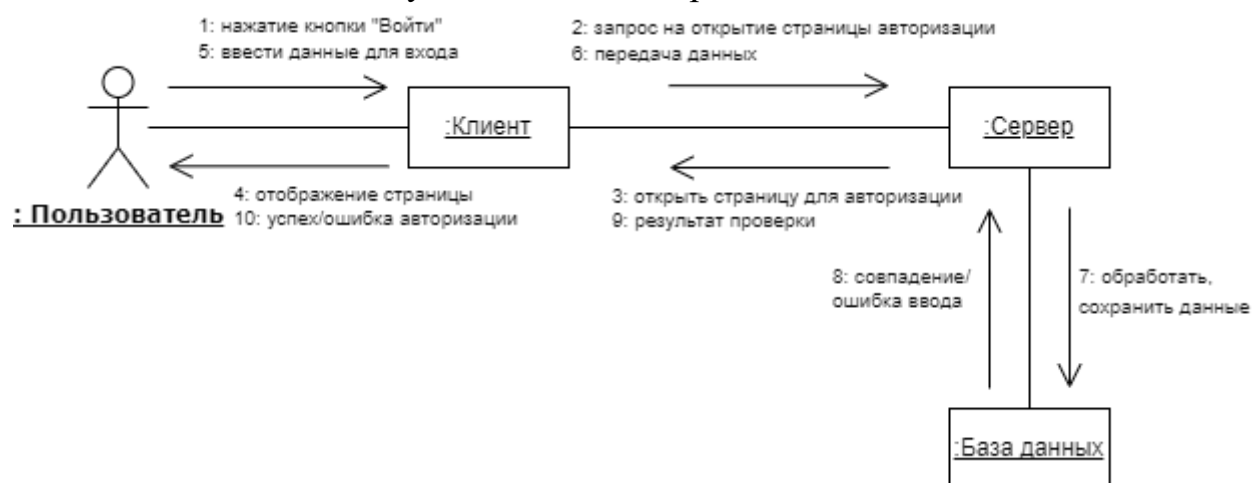 1: нажатие кнопки "Войти"
5: ввести данные для входа
2: запрос на открытие страницы авторизации
6: передача данных
:Клиент
:Сервер
4: отображение страницы
10: успех/ошибка авторизации
: Пользователь
3: открыть страницу для авторизации
9: результат проверки
8: совпадение/
ошибка ввода
7: обработать,
сохранить данные
:База данных